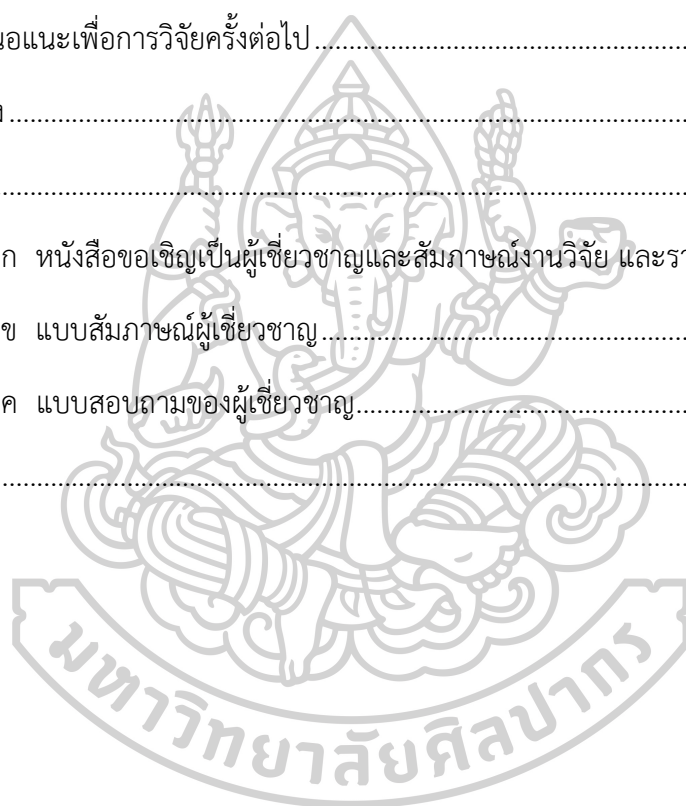 นอแนะเพื่อการวิจัยครั้งต่อไป................................................
ง................................................................................
................................................................................
ก หนังสือขอเชิญเป็นผู้เชี่ยวชาญและสัมภาษณ์งานวิจัย และรา
ข แบบสัมภาษณ์ผู้เชี่ยวชาญ................................................
ค แบบสอบถามของผู้เชี่ยวชาญ................................................
................................................................................
มหาวิทยาลัยศิลปากร